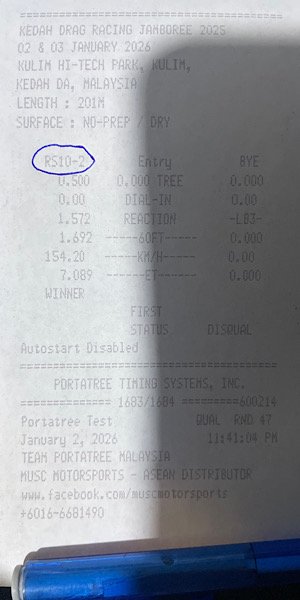 KEDAH DRAG RACING JAMBOREE 2025
02 & 03 JANUARY 2026
KULIM HI-TECH PARK, KULIM,
KEDAH DA, MALAYSIA
LENGTH : 201M
SURFACE : NO-PREP / DRY
RS10-2 Entry BYE
0.500 0.000 TREE 0.000
0.00 DIAL-IN 0.00
1.572 REACTION -LB3-
1.692 -----60FT----- 0.000
154.20 -----KM/H----- 0.00
7.089 ------ET------ 0.000
WINNER
FIRST
STATUS DISQUAL
Autostart Disabled
PORTATREE TIMING SYSTEMS, INC.
============= 1683/1684 =========600214
Portatree Test QUAL RND 47
January 2, 2026 11:41:04 PM
TEAM PORTATREE MALAYSIA
MUSC MOTORSPORTS - ASEAN DISTRIBUTOR
www.facebook.com/muscmotorsports
+6016-6681490